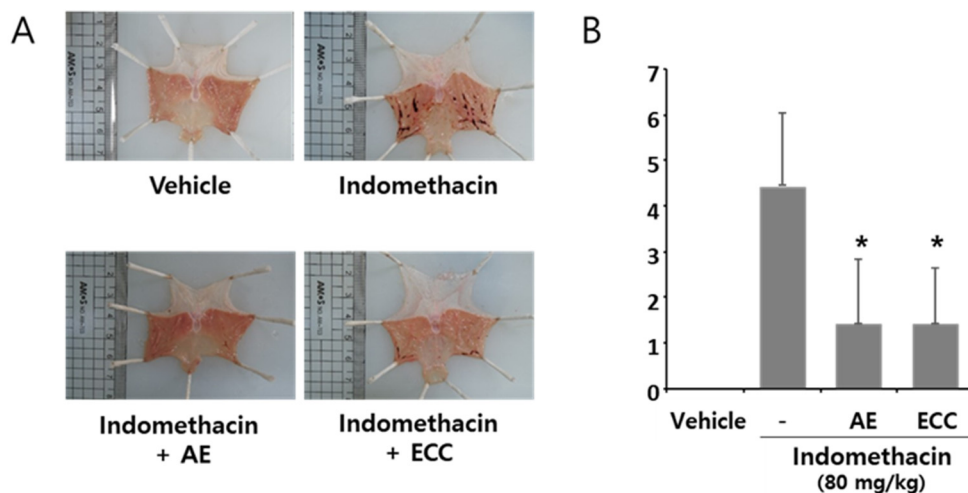 A
Vehicle
Indomethacin
Indomethacin
+ AE
Indomethacin
+ ECC
B
7
6
5
4
3
2
1
0
*
*
Vehicle
-
AE
ECC
Indomethacin
(80 mg/kg)